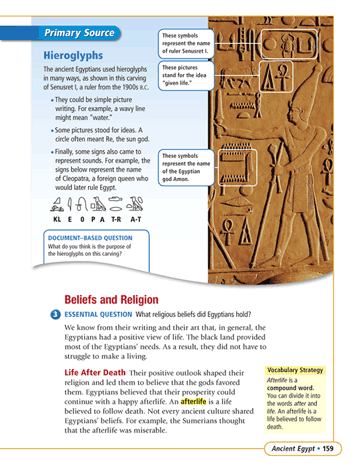 Primary Source
Hieroglyphs
The ancient Egyptians used hieroglyphs
in many ways, as shown in this carving
of Senusret I, a ruler from the 1900s B.C.
• They could be simple picture
writing. For example, a wavy line
might mean "water."
• Some pictures stood for ideas. A
circle often meant Re, the sun god.
• Finally, some signs also came to
represent sounds. For example, the
signs below represent the name
of Cleopatra, a foreign queen who
would later rule Egypt.
KL E O P A T-R A-T
DOCUMENT–BASED QUESTION
What do you think is the purpose of
the hieroglyphs on this carving?
These symbols
represent the name
of ruler Senusret I.
These pictures
stand for the idea
"given life."
These symbols
represent the name
of the Egyptian
god Amon.
Beliefs and Religion
3 ESSENTIAL QUESTION What religious beliefs did Egyptians hold?
We know from their writing and their art that, in general, the
Egyptians had a positive view of life. The black land provided
most of the Egyptians' needs. As a result, they did not have to
struggle to make a living.
Life After Death Their positive outlook shaped their
religion and led them to believe that the gods favored
them. Egyptians believed that their prosperity could
continue with a happy afterlife. An afterlife is a life
believed to follow death. Not every ancient culture shared
Egyptians' beliefs. For example, the Sumerians thought
that the afterlife was miserable.
Vocabulary Strategy
Afterlife is a
compound word.
You can divide it into
the words after and
life. An afterlife is a
life believed to follow
death.
Ancient Egypt • 159